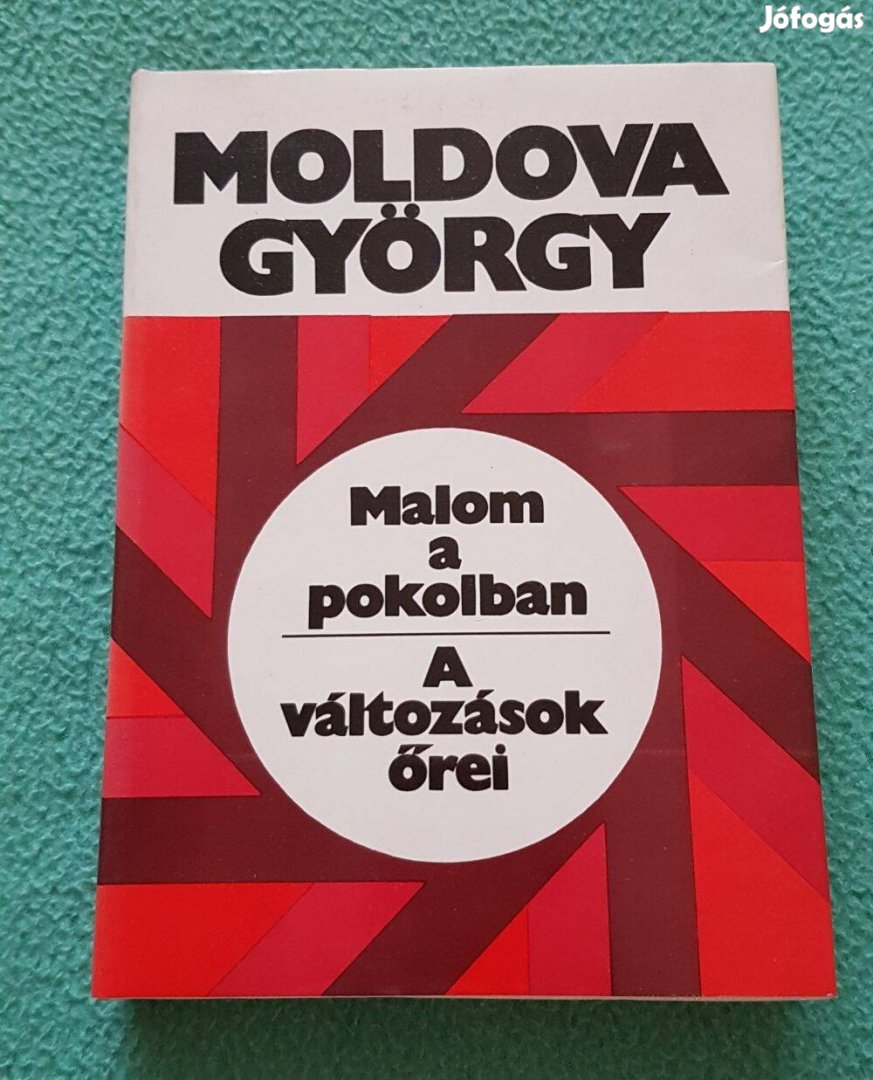 Jófogás
MOLDOVA
GYÖRGY
Malom
a
pokolban
A
változások
őrei